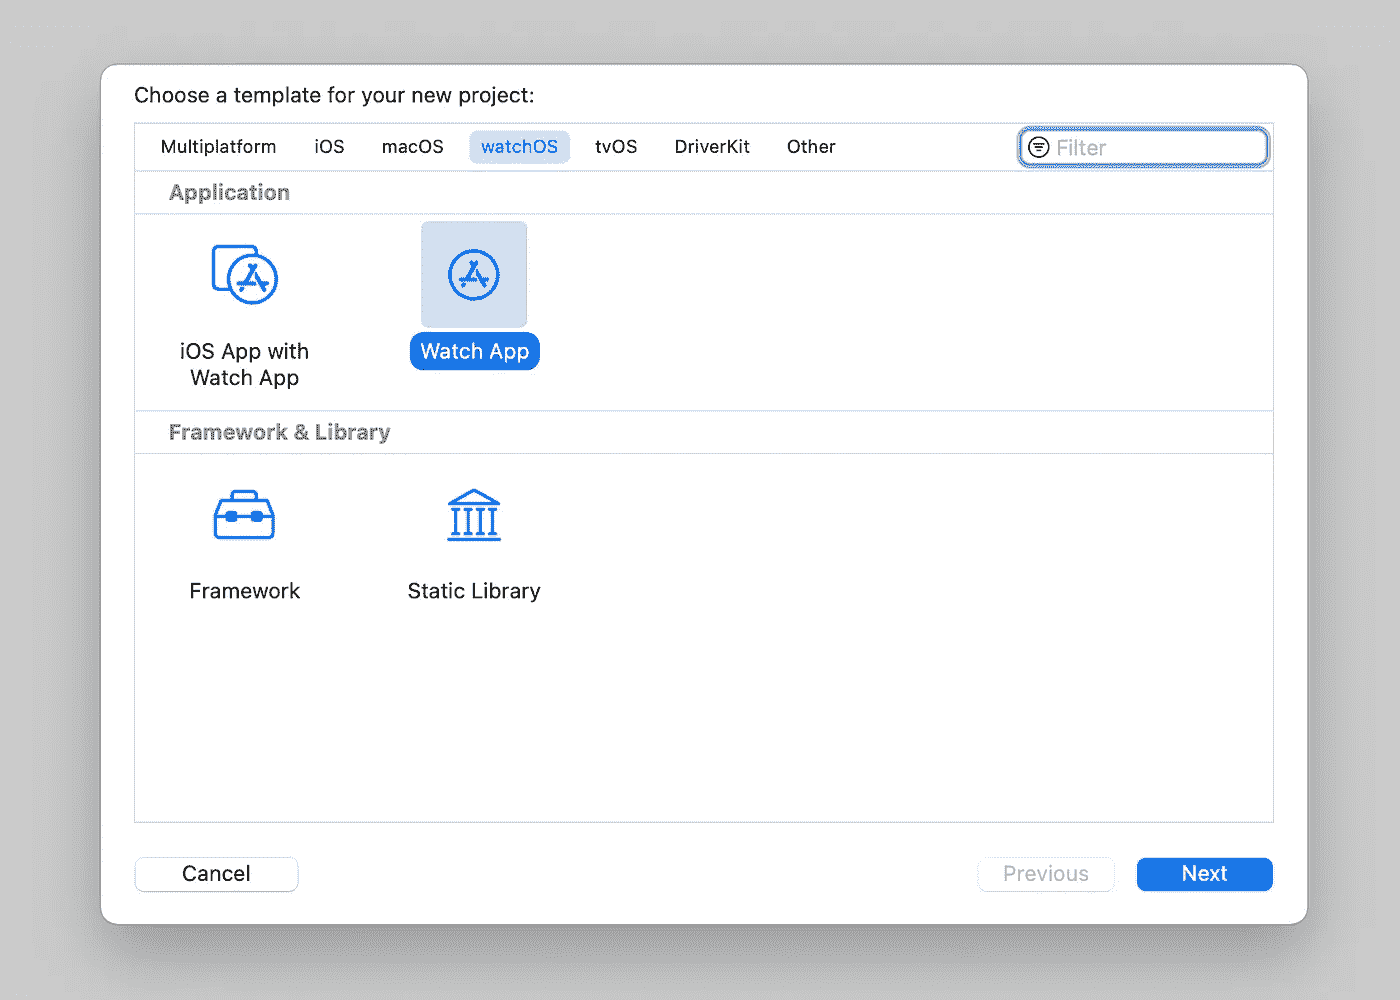 Choose a template for your new project:
Multiplatform iOS macOS watchOS tvOS DriverKit Other Filter
Application
iOS App with
Watch App
Watch App
Framework & Library
Framework Static Library
Cancel Previous Next